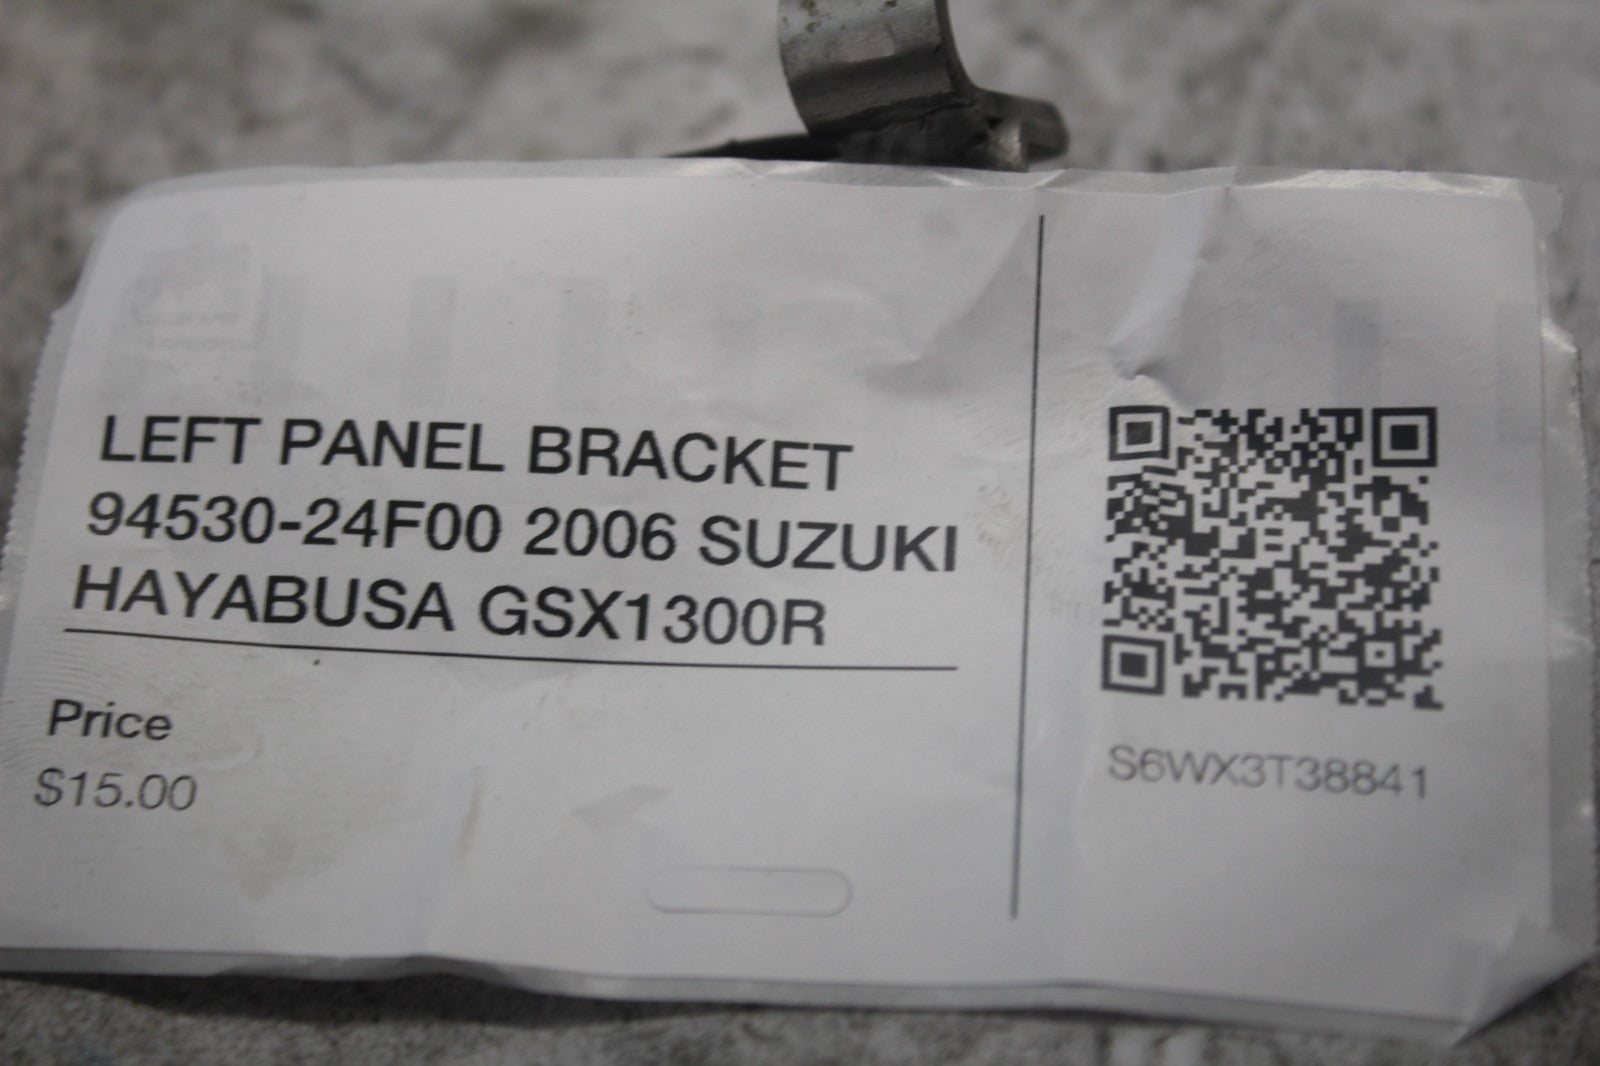 LEFT PANEL BRACKET
94530-24F00 2006 SUZUKI
HAYABUSA GSX1300R
Price
$15.00
S6WX3T38841